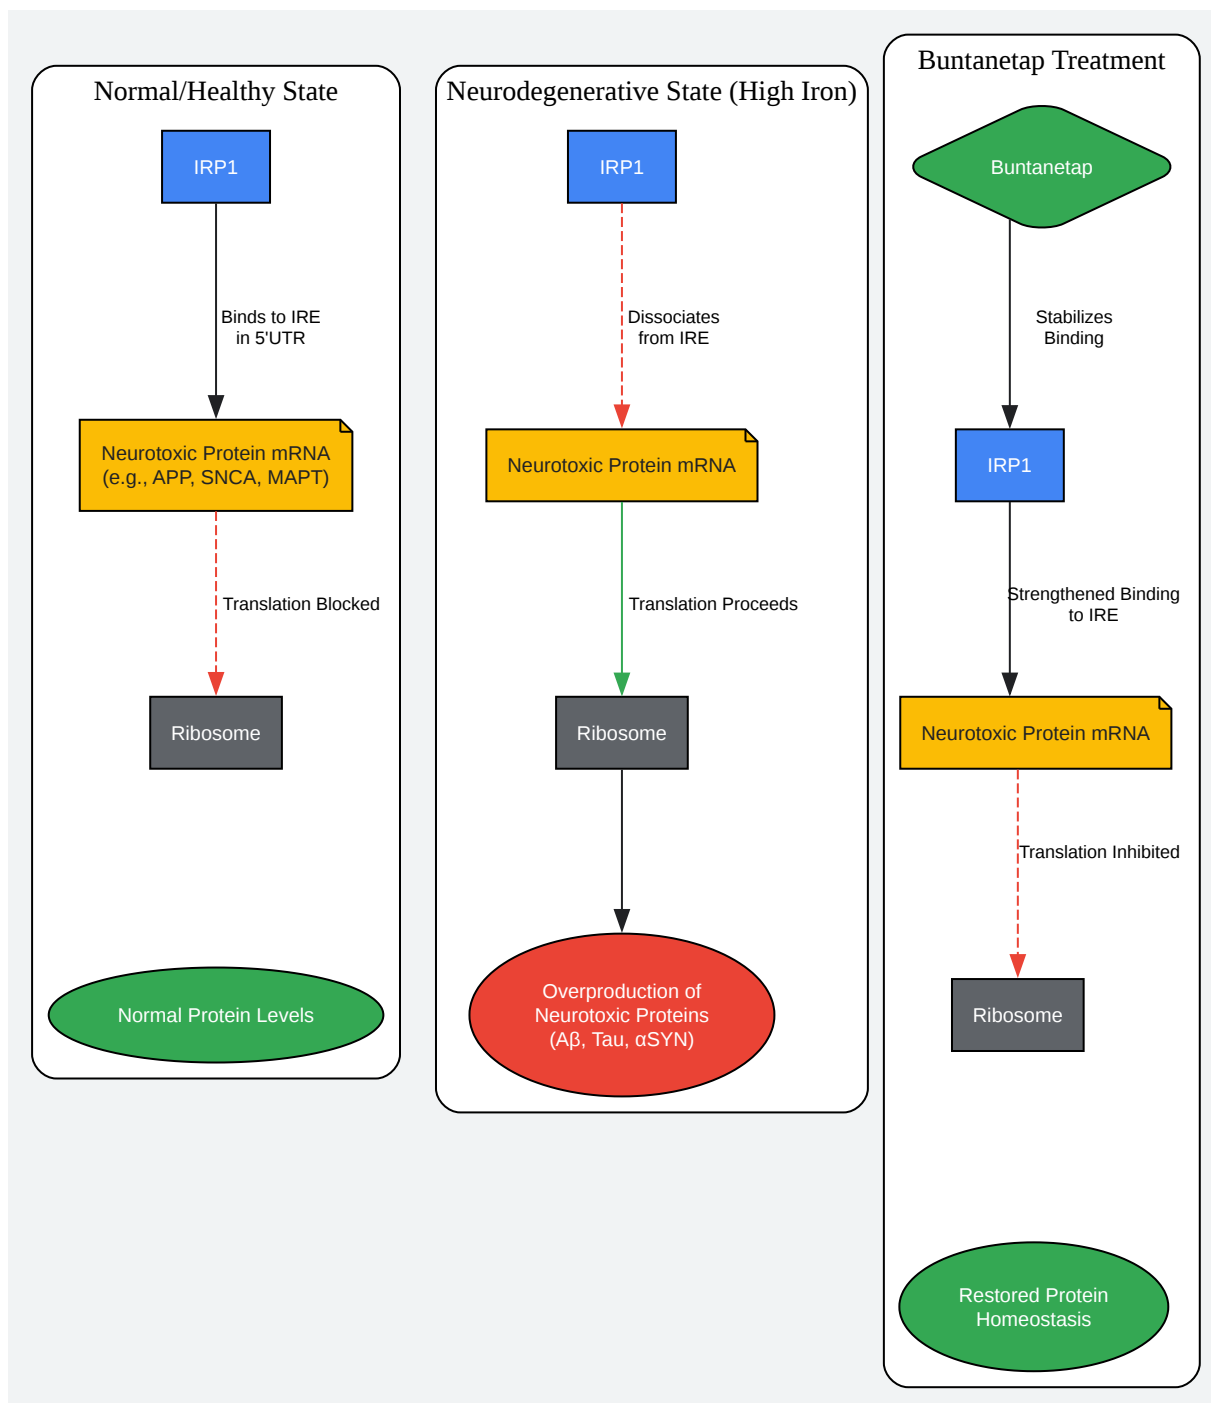 Normal/Healthy State
IRP1
Binds to IRE
in 5'UTR
Neurotoxic Protein mRNA
(e.g., APP, SNCA, MAPT)
Translation Blocked
Ribosome
Normal Protein Levels
Neurodegenerative State (High Iron)
IRP1
Dissociates
from IRE
Neurotoxic Protein mRNA
Translation Proceeds
Ribosome
Overproduction of
Neurotoxic Proteins
(Aβ, Tau, αSYN)
Buntanetap Treatment
Buntanetap
Stabilizes
Binding
IRP1
Strengthened Binding
to IRE
Neurotoxic Protein mRNA
Translation Inhibited
Ribosome
Restored Protein
Homeostasis